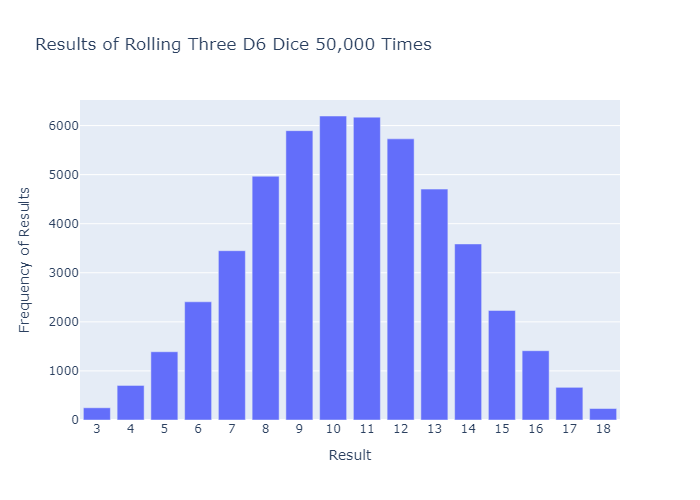 Results of Rolling Three D6 Dice 50,000 Times
Frequency of Results
6000
5000
4000
3000
2000
1000
0
3 4 5 6 7 8 9 10 11 12 13 14 15 16 17 18
Result